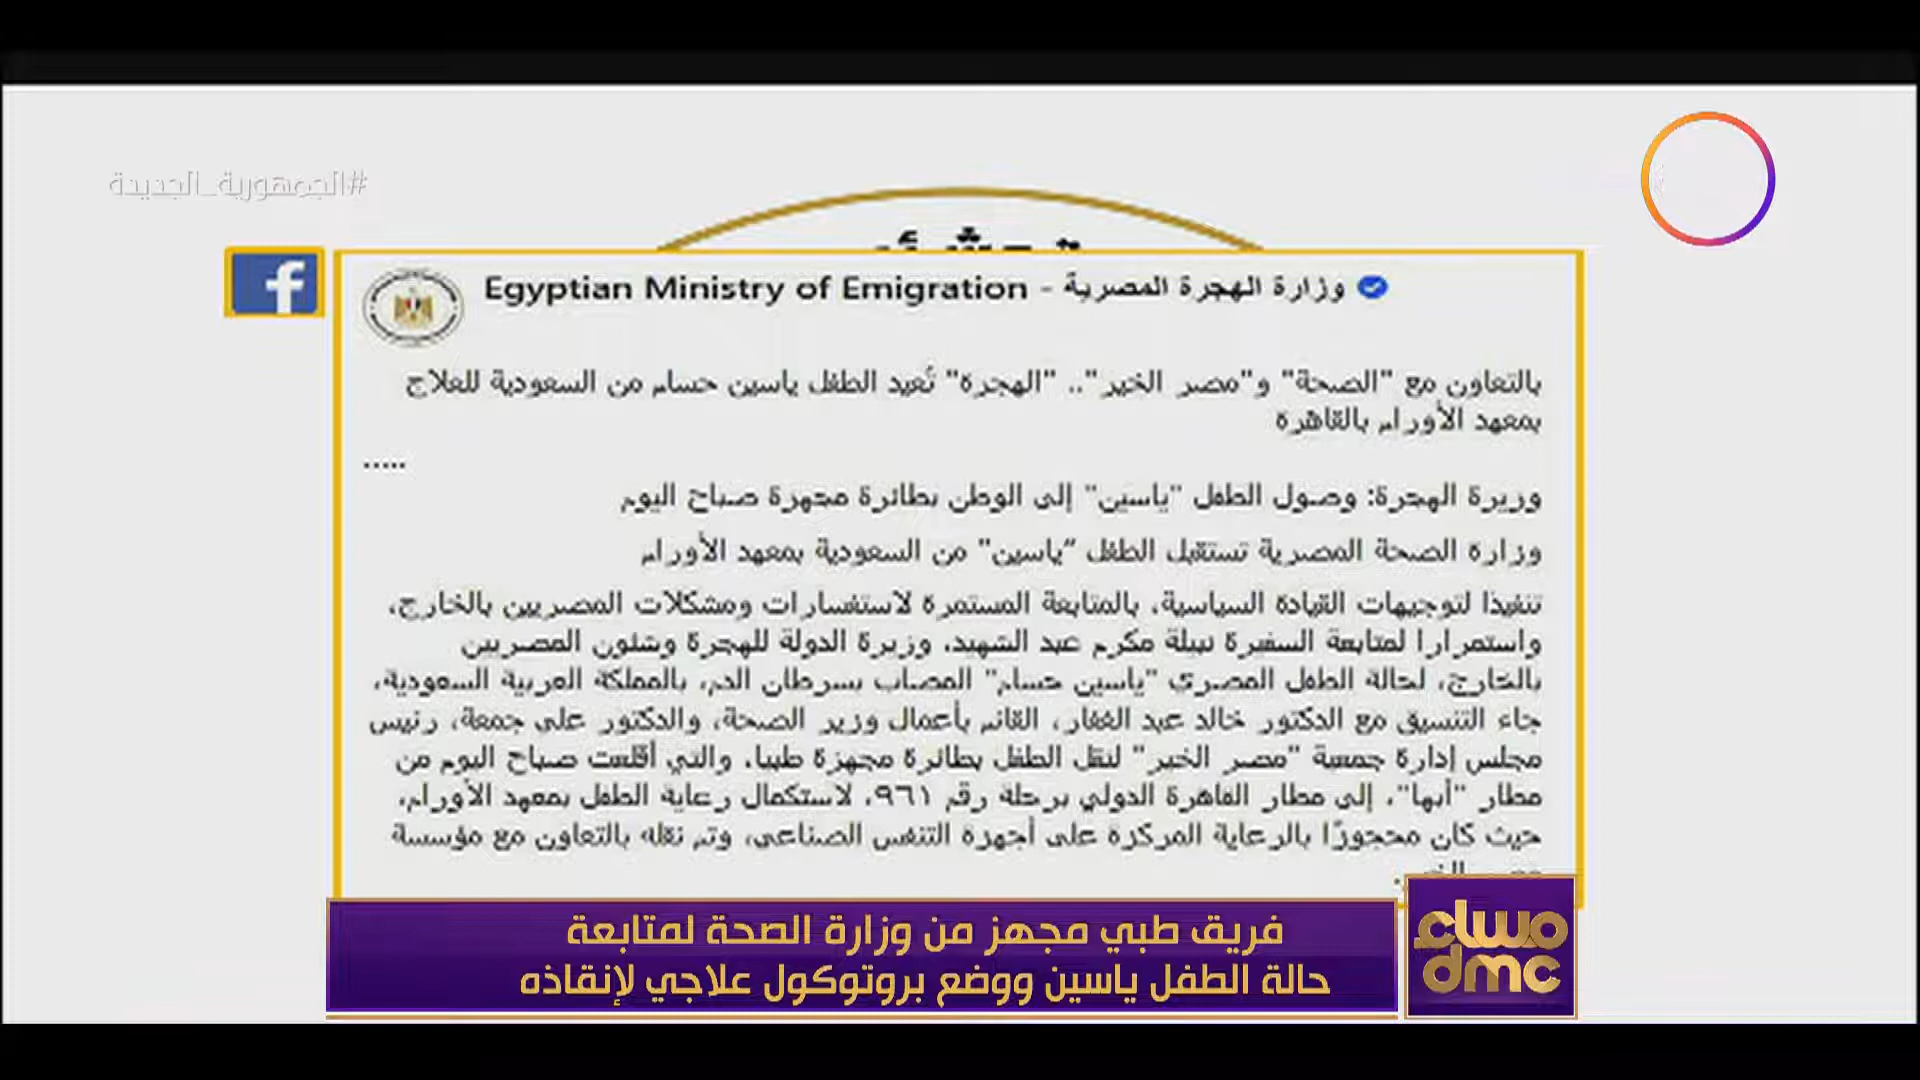 #الجمهورية_الجديدة
Egyptian Ministry of Emigration - وزارة الهجرة المصرية
بالتعاون مع "الصحة" و"مصر الخير".. "الهجرة" تُعيد الطفل ياسين حسام من السعودية للعلاج
بمعهد الأورام بالقاهرة
.....
وزيرة الهجرة: وصول الطفل "ياسين" إلى الوطن بطائرة مجهزة صباح اليوم
وزارة الصحة المصرية تستقبل الطفل "ياسين" من السعودية بمعهد الأورام
تنفيذا لتوجيهات القيادة السياسية، بالمتابعة المستمرة لاستفسارات ومشكلات المصريين بالخارج،
واستمرارا لمتابعة السفيرة نبيلة مكرم عبد الشهيد، وزيرة الدولة للهجرة وشئون المصريين
بالخارج، لحالة الطفل المصري "ياسين حسام" المصاب بسرطان الدم، بالمملكة العربية السعودية،
جاء التنسيق مع الدكتور خالد عبد الغفار، القائم بأعمال وزير الصحة، والدكتور على جمعة، رئيس
مجلس إدارة جمعية "مصر الخير" لنقل الطفل بطائرة مجهزة طبيا، والتي أقلعت صباح اليوم من
مطار "أبها"، إلى مطار القاهرة الدولي برحلة رقم ٩٦١، لاستكمال رعاية الطفل بمعهد الأورام،
حيث كان محجوزًا بالرعاية المركزة على أجهزة التنفس الصناعى، وتم نقله بالتعاون مع مؤسسة
فريق طبي مجهز من وزارة الصحة لمتابعة
حالة الطفل ياسين ووضع بروتوكول علاجي لإنقاذه
مساء
dmc